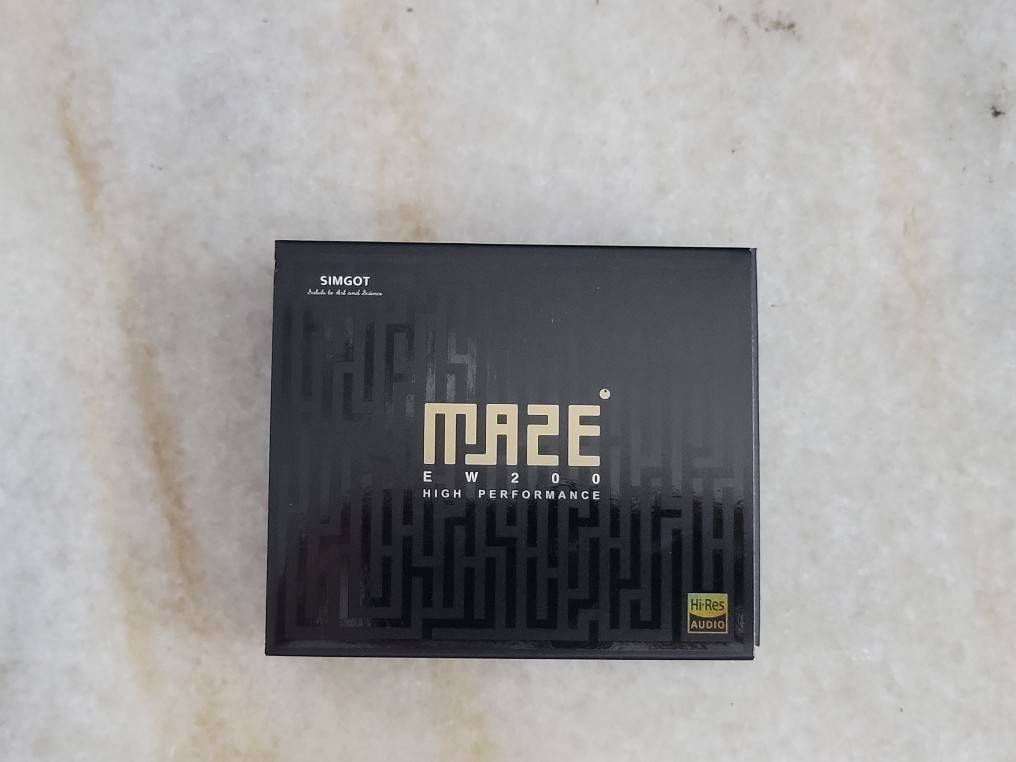 SIMGOT
Salute to Art and Science
MAZE
EW200
HIGH PERFORMANCE
Hi-Res
AUDIO